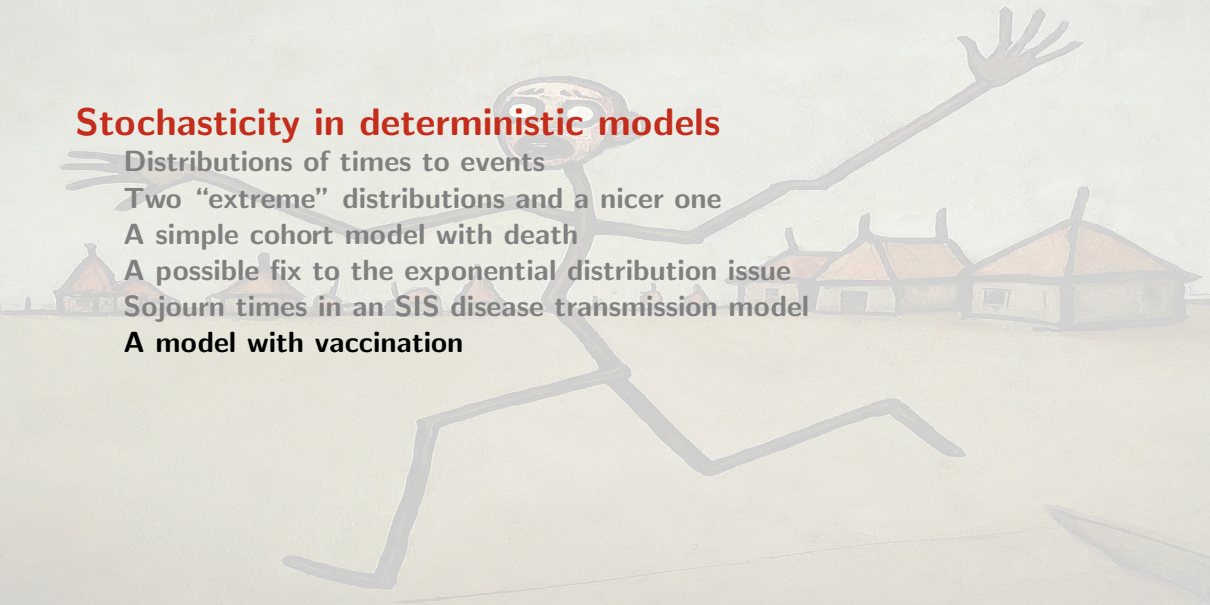 Stochasticity in deterministic models
Distributions of times to events
Two “extreme” distributions and a nicer one
A simple cohort model with death
A possible fix to the exponential distribution issue
Sojourn times in an SIS disease transmission model
A model with vaccination